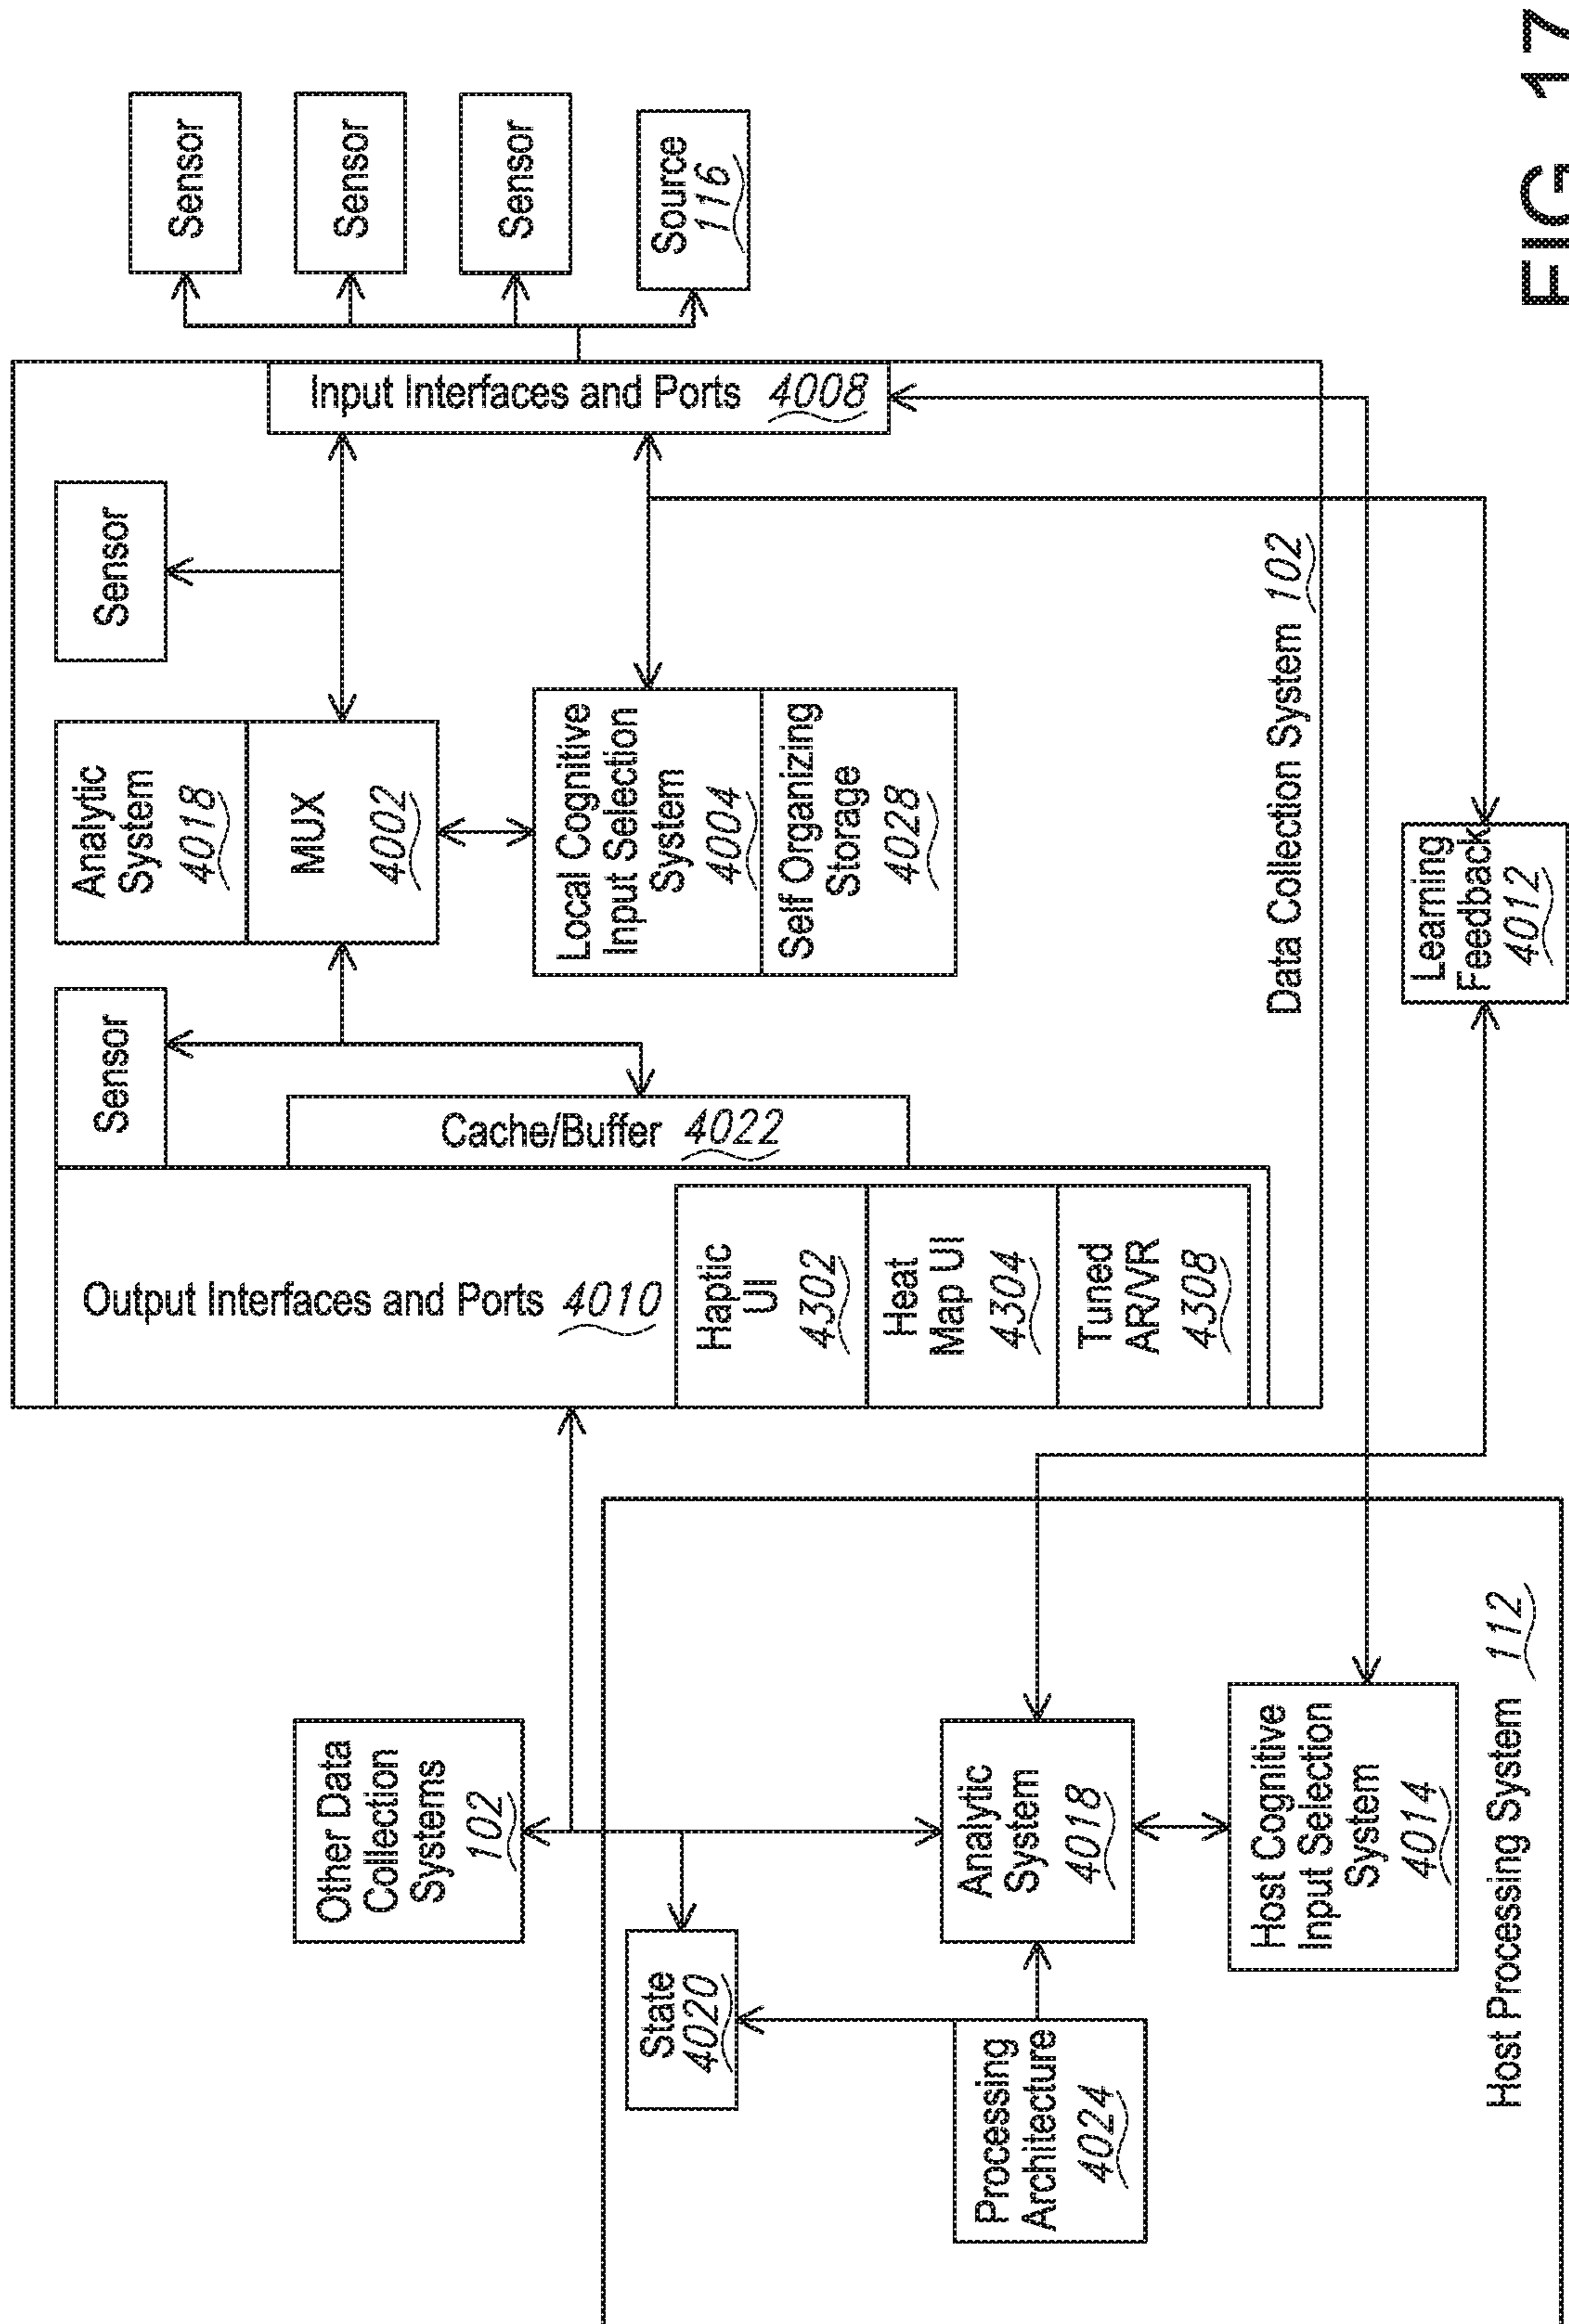 Other Data
Collection
Systems
102
State
4020
Processing
Architecture
4024
Analytic
System
4018
Host Cognitive
Input Selection
System
4014
Host Processing System 112
Output Interfaces and Ports 4010
Haptic
UI
4302
Heat
Map UI
4304
Tuned
AR/VR
4308
Sensor
Cache/Buffer 4022
Analytic
System
4018
MUX
4002
Local Cognitive
Input Selection
System
4004
Self Organizing
Storage
4028
Sensor
Input Interfaces and Ports 4008
Data Collection System 102
Learning
Feedback
4012
Sensor
Sensor
Sensor
Source
116
FIG. 17